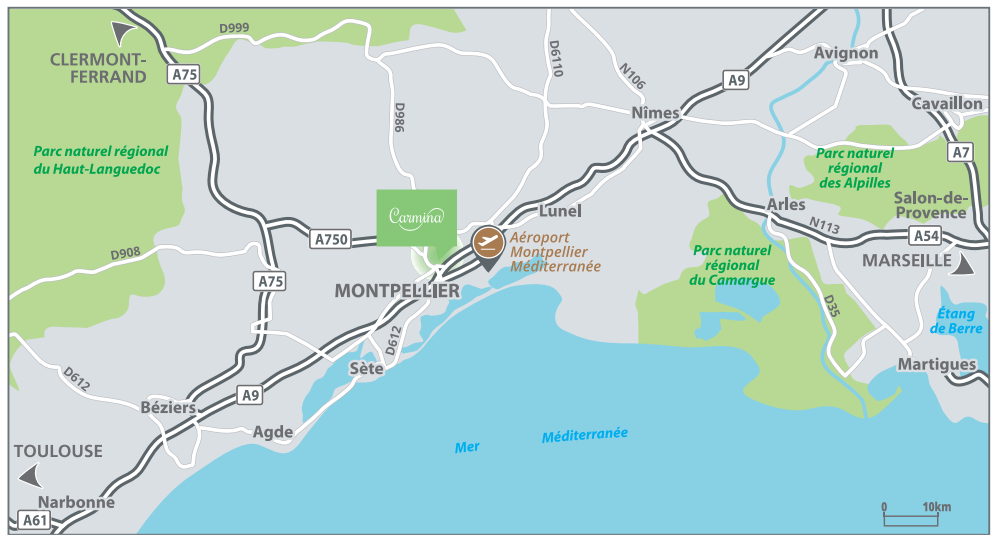 D999
D6110
CLERMONT-
FERRAND
A75
N106
A9
Avignon
Cavaillon
D986
Nîmes
A7
Parc naturel régional
du Haut-Languedoc
Parc naturel
régional
des Alpilles
Carmina
Lunel
Arles
Salon-de-
Provence
N113
A54
A750
Aéroport
Montpellier
Méditerranée
D908
Parc naturel
régional
du Camargue
MARSEILLE
A75
MONTPELLIER
D35
Étang
de Berre
D612
Sète
Martigues
D612
A9
Béziers
Agde
Mer Méditerranée
TOULOUSE
Narbonne
A61
0 10km